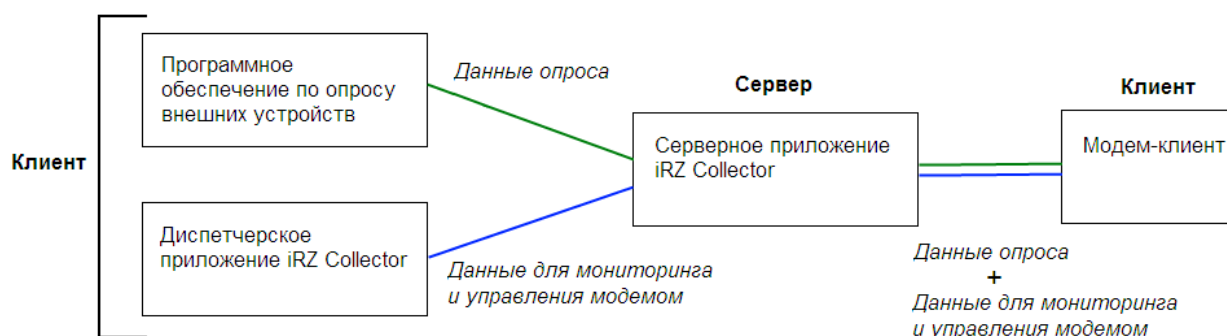 Клиент
Программное
обеспечение по опросу
внешних устройств
Диспетчерское
приложение iRZ Collector
Данные опроса
Данные для мониторинга
и управления модемом
Сервер
Серверное приложение
iRZ Collector
Клиент
Модем-клиент
Данные опроса
+
Данные для мониторинга
и управления модемом